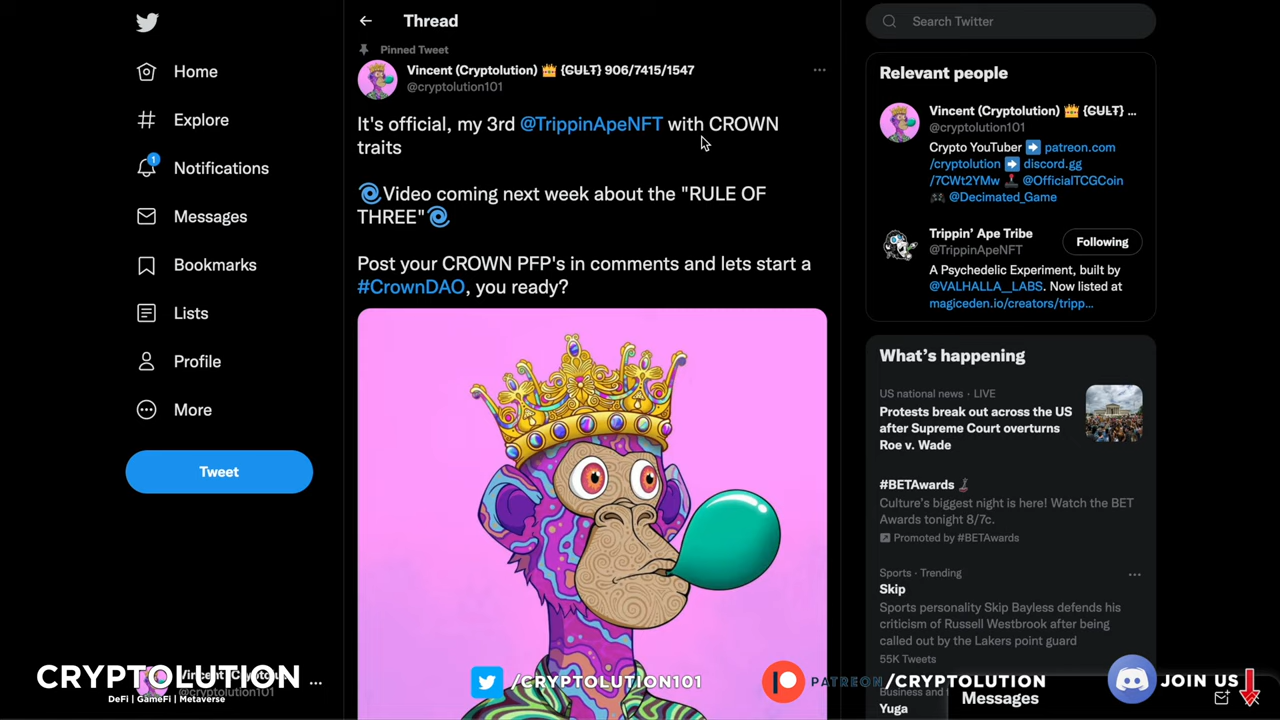 Home
Explore
1
Notifications
Messages
Bookmarks
Lists
Profile
More
Tweet
Thread
Pinned Tweet
Vincent (Cryptolution) 👑 {C̶U̶L̶T̶} 906/7415/1547
@cryptolution101
It's official, my 3rd @TrippinApeNFT with CROWN
traits
🌀Video coming next week about the "RULE OF
THREE"🌀
Post your CROWN PFP's in comments and lets start a
#CrownDAO, you ready?
Search Twitter
Relevant people
Vincent (Cryptolution) 👑 {C̶U̶L̶T̶} ...
@cryptolution101
Crypto YouTuber ➡️ patreon.com
/cryptolution ➡️ discord.gg
/7CWt2YMw 🕹️ @OfficialTCGCoin
🎮 @Decimated_Game
Trippin' Ape Tribe
@TrippinApeNFT
Following
A Psychedelic Experiment, built by
@VALHALLA__LABS. Now listed at
magiceden.io/creators/tripp...
What's happening
US national news · LIVE
Protests break out across the US
after Supreme Court overturns
Roe v. Wade
#BETAwards
Culture's biggest night is here! Watch the BET
Awards tonight 8/7c.
Promoted by #BETAwards
Sports · Trending
Skip
Sports personality Skip Bayless defends his
criticism of Russell Westbrook after being
called out by the Lakers point guard
55K Tweets
Business and
Yuga
Messages
CRYPTOLUTION
DeFi | GameFi | Metaverse
@cryptolution101
/CRYPTOLUTION101
PATREON/CRYPTOLUTION
JOIN US